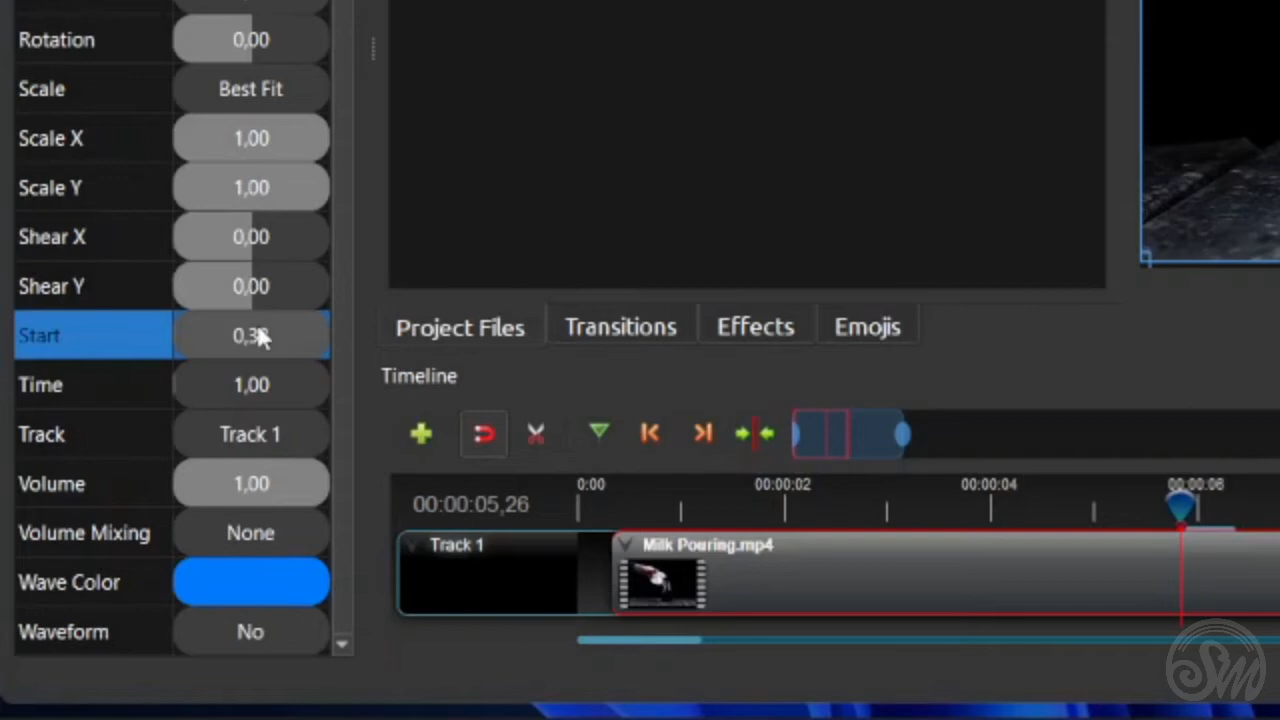 Rotation 0,00
Scale Best Fit
Scale X 1,00
Scale Y 1,00
Shear X 0,00
Shear Y 0,00
Start
Time 1,00
Track Track 1
Volume 1,00
Volume Mixing None
Wave Color
Waveform No
Project Files Transitions Effects Emojis
Timeline
0:00 00:00:02 00:00:04 00:00:06
00:00:05,26
Track 1 Milk Pouring.mp4
SM